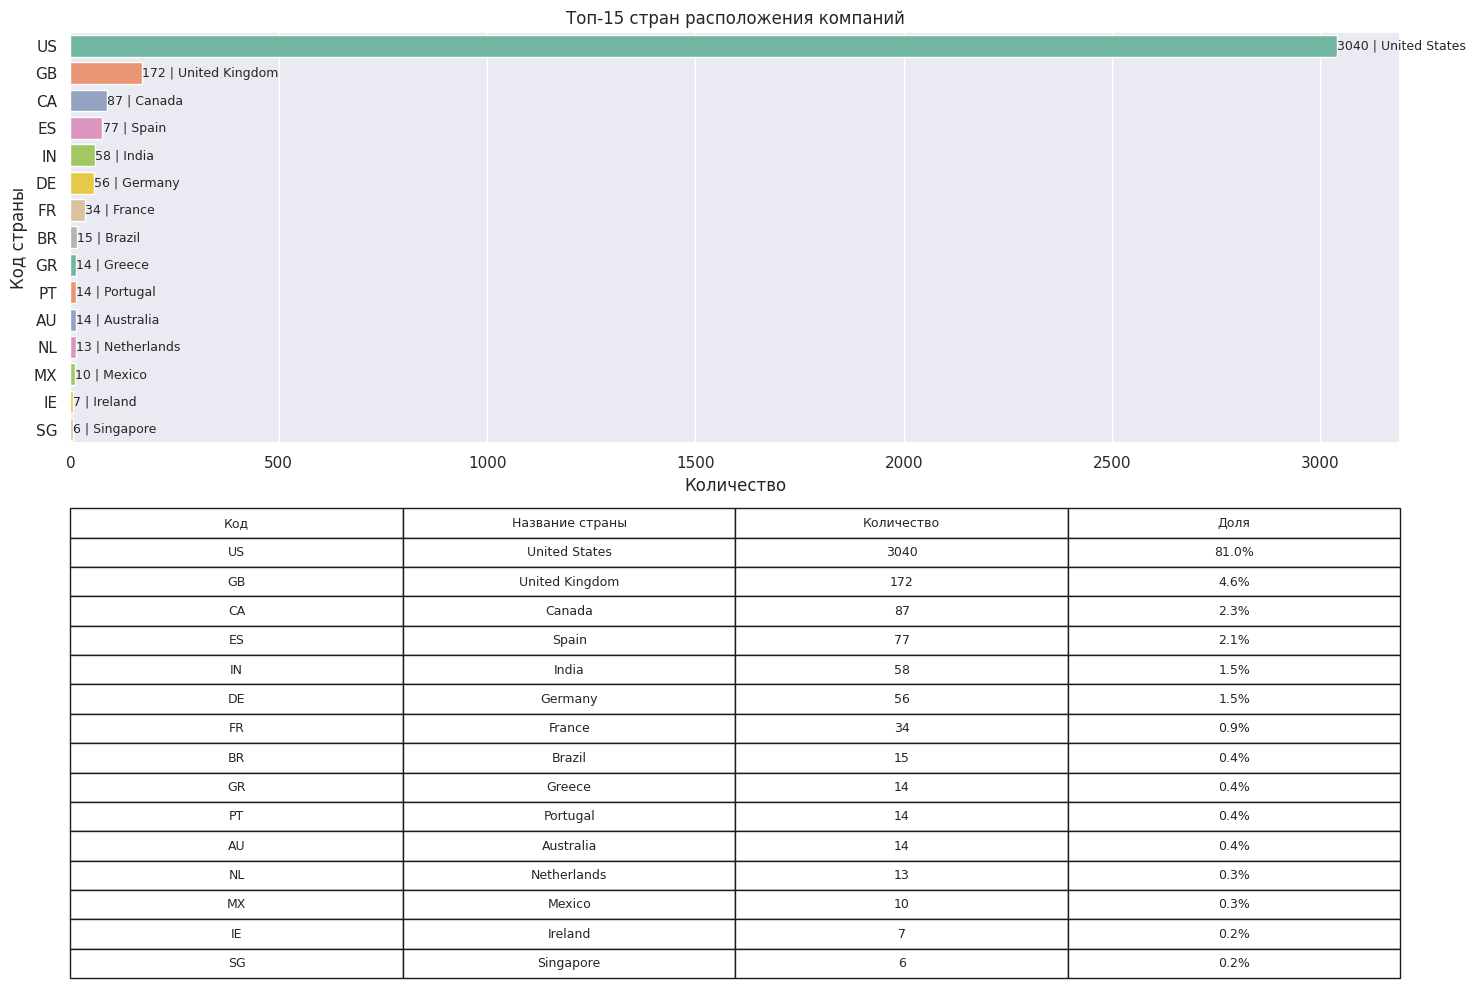 Топ-15 стран расположения компаний
Код страны
US 3040 | United States
GB 172 | United Kingdom
CA 87 | Canada
ES 77 | Spain
IN 58 | India
DE 56 | Germany
FR 34 | France
BR 15 | Brazil
GR 14 | Greece
PT 14 | Portugal
AU 14 | Australia
NL 13 | Netherlands
MX 10 | Mexico
IE 7 | Ireland
SG 6 | Singapore
0 500 1000 1500 2000 2500 3000
Количество
Код Название страны Количество Доля
US United States 3040 81.0%
GB United Kingdom 172 4.6%
CA Canada 87 2.3%
ES Spain 77 2.1%
IN India 58 1.5%
DE Germany 56 1.5%
FR France 34 0.9%
BR Brazil 15 0.4%
GR Greece 14 0.4%
PT Portugal 14 0.4%
AU Australia 14 0.4%
NL Netherlands 13 0.3%
MX Mexico 10 0.3%
IE Ireland 7 0.2%
SG Singapore 6 0.2%